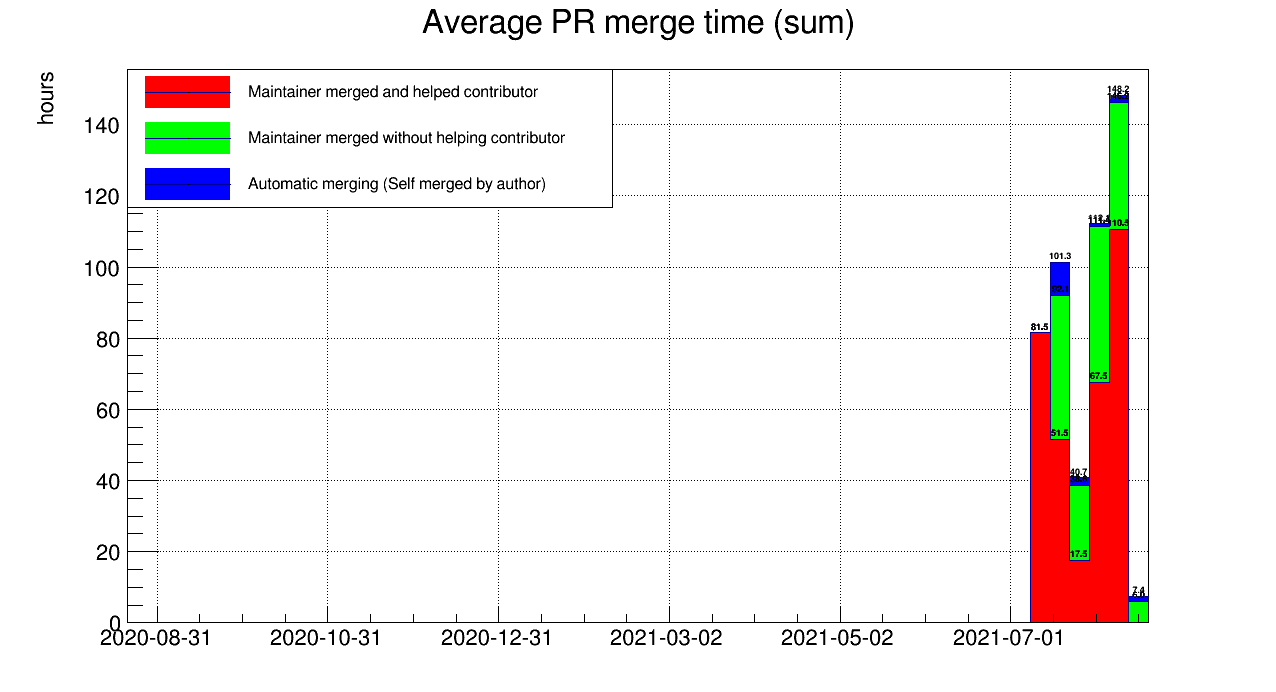 Average PR merge time (sum)
hours
Maintainer merged and helped contributor
Maintainer merged without helping contributor
Automatic merging (Self merged by author)
140
120
100
80
60
40
20
0
148.2
110.5
101.3
81.5
67.5
51.5
40.7
17.5
7.4
2020-08-31 2020-10-31 2020-12-31 2021-03-02 2021-05-02 2021-07-01